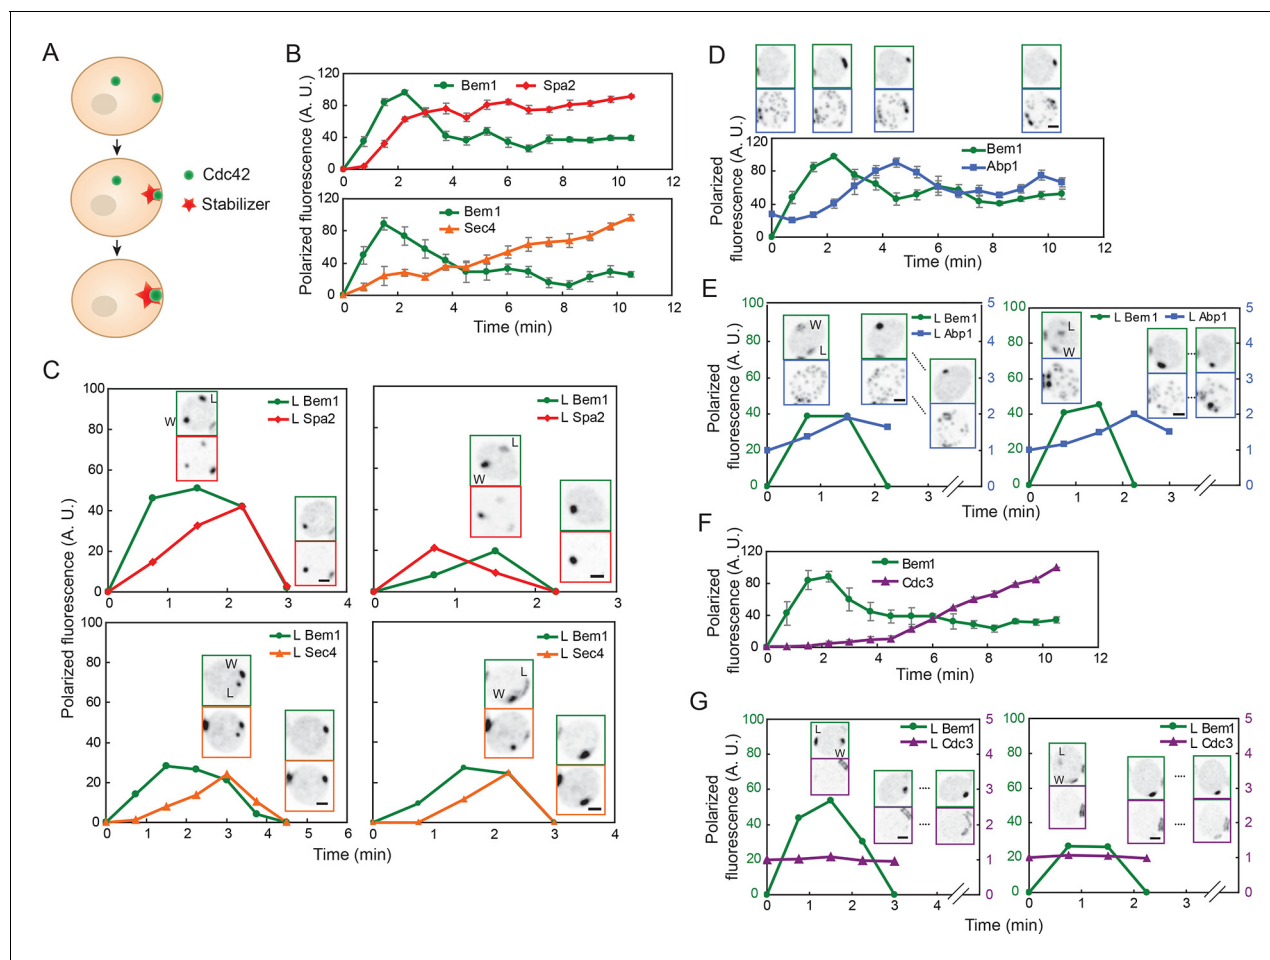 A
Cdc42
Stabilizer
B
Polarized fluorescence (A. U.)
120
80
40
0
Bem1
Spa2
0 2 4 6 8 10 12
120
80
40
0
Bem1
Sec4
0 2 4 6 8 10 12
Time (min)
C
Polarized fluorescence (A. U.)
100
80
60
40
20
0
L Bem1
L Spa2
W L
0 1 2 3 4
L Bem1
L Spa2
L
W
0 1 2 3
100
80
60
40
20
0
L Bem1
L Sec4
W
L
0 1 2 3 4 5 6
L Bem1
L Sec4
L
W
0 1 2 3 4
Time (min)
D
Polarized
fluorescence (A. U.)
120
80
40
0
Bem1
Abp1
0 2 4 6 8 10 12
Time (min)
E
Polarized
fluorescence (A. U.)
100
80
60
40
20
0
L Bem1
L Abp1
W
L
5
4
3
2
1
0
0 1 2 3
100
80
60
40
20
0
L Bem1 L Abp1
L
W
5
4
3
2
1
0
0 1 2 3
Time (min)
F
Polarized
fluorescence (A. U.)
120
80
40
0
Bem1
Cdc3
0 2 4 6 8 10 12
G
Polarized
fluorescence (A. U.)
100
80
60
40
20
0
L Bem1
L Cdc3
L
W
5
4
3
2
1
0
0 1 2 3 4
100
80
60
40
20
0
L Bem1
L Cdc3
L
W
5
4
3
2
1
0
0 1 2 3
Time (min)